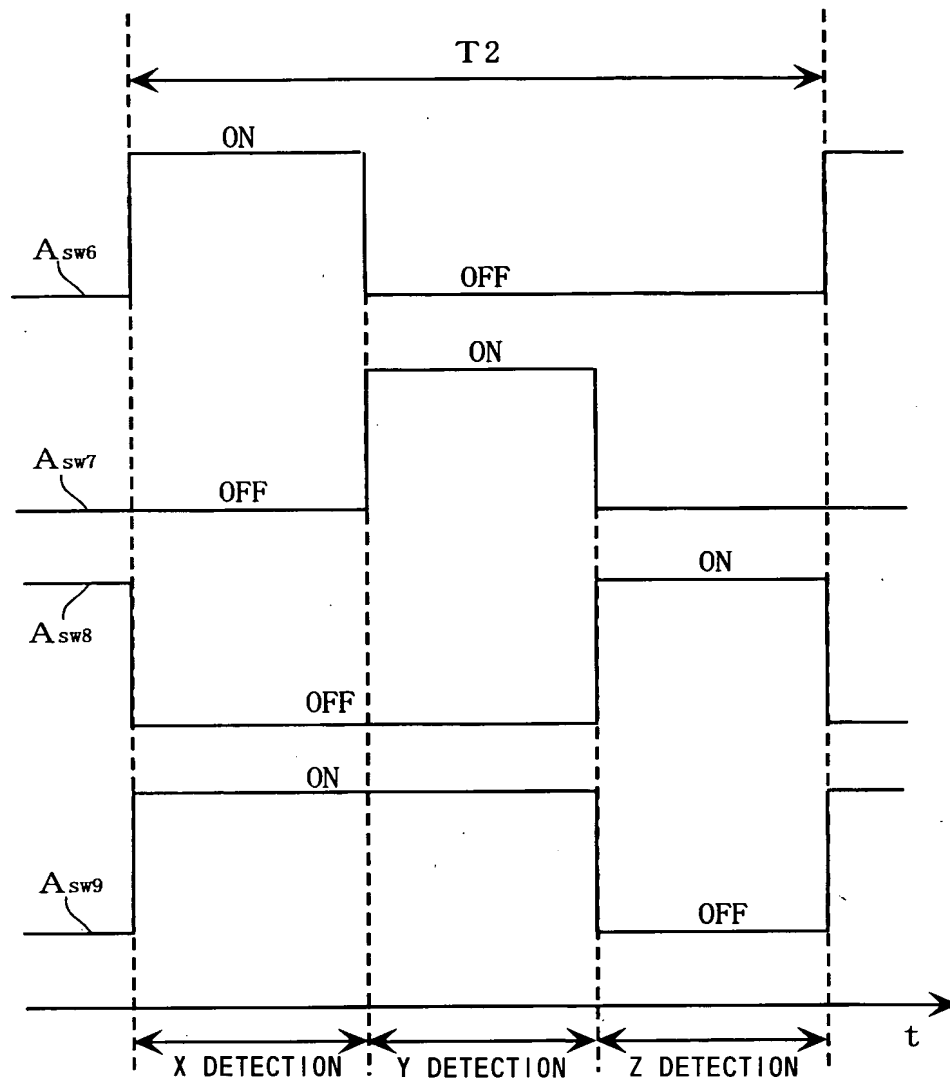 T2
ON
Asw6
OFF
ON
Asw7
OFF
ON
Asw8
OFF
ON
Asw9
OFF
t
X DETECTION
Y DETECTION
Z DETECTION